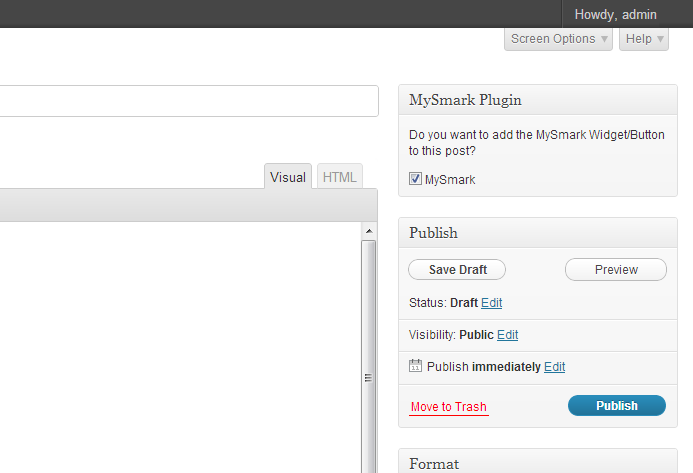 Howdy, admin
Screen Options
Help
MySmark Plugin
Do you want to add the MySmark Widget/Button
to this post?
MySmark
Visual
HTML
Publish
Save Draft
Preview
Status: Draft Edit
Visibility: Public Edit
11
Publish immediately Edit
Move to Trash
Publish
Format